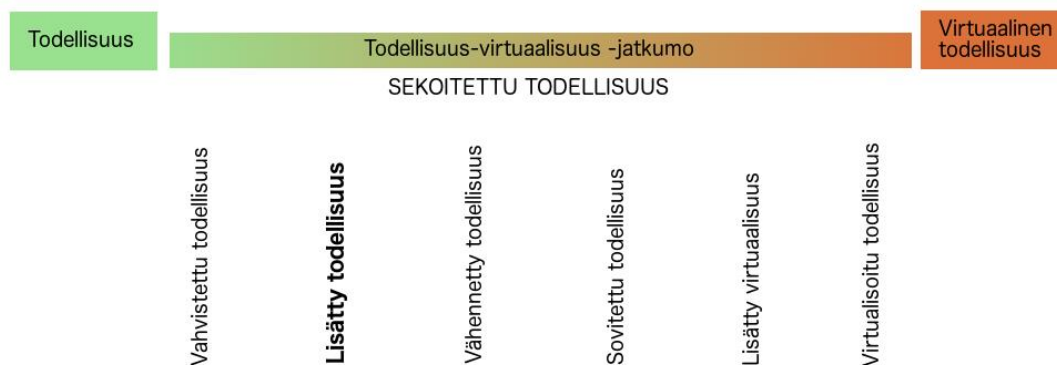 Todellisuus
Todellisuus-virtuaalisuus -jatkumo
Virtuaalinen
todellisuus
SEKOITETTU TODELLISUUS
Vahvistettu todellisuus
Lisätty todellisuus
Vähennetty todellisuus
Sovitettu todellisuus
Lisätty virtuaalisuus
Virtualisoitu todellisuus